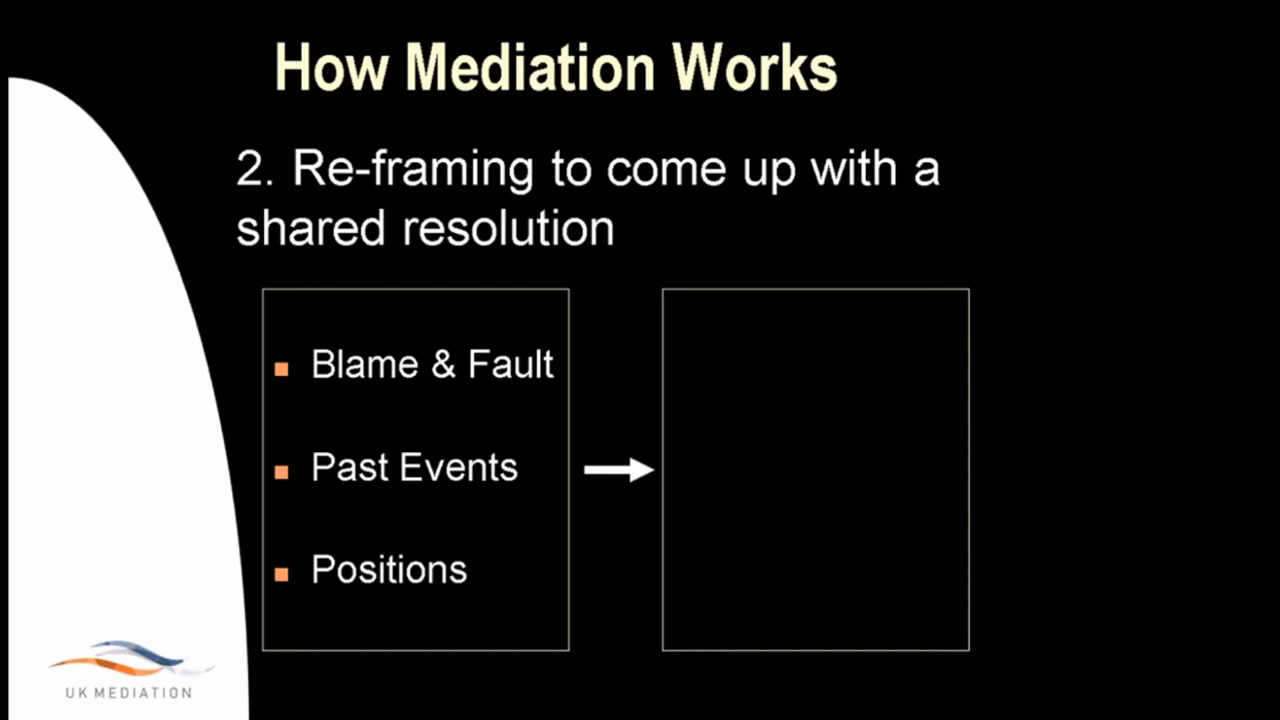 How Mediation Works
2. Re-framing to come up with a
shared resolution
Blame & Fault
Past Events
Positions
UK MEDIATION